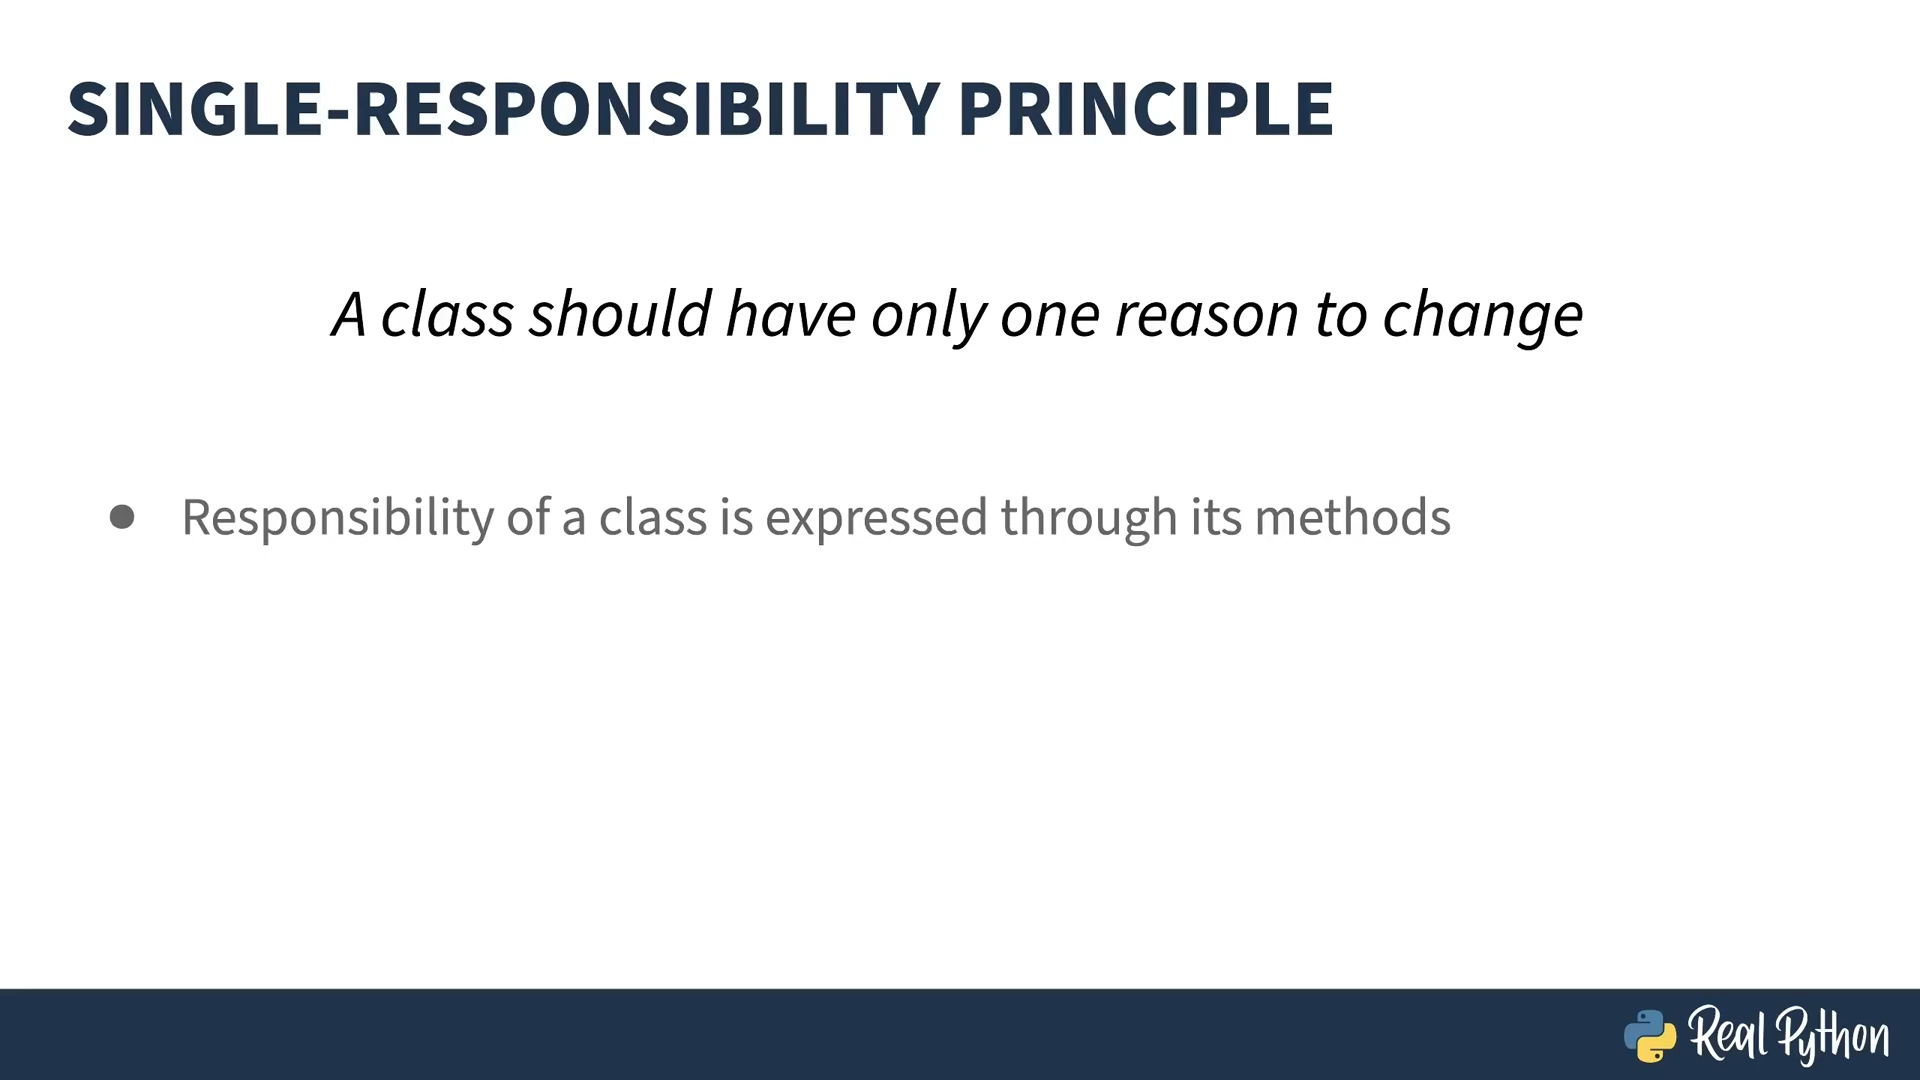 SINGLE-RESPONSIBILITY PRINCIPLE
A class should have only one reason to change
● Responsibility of a class is expressed through its methods
Real Python